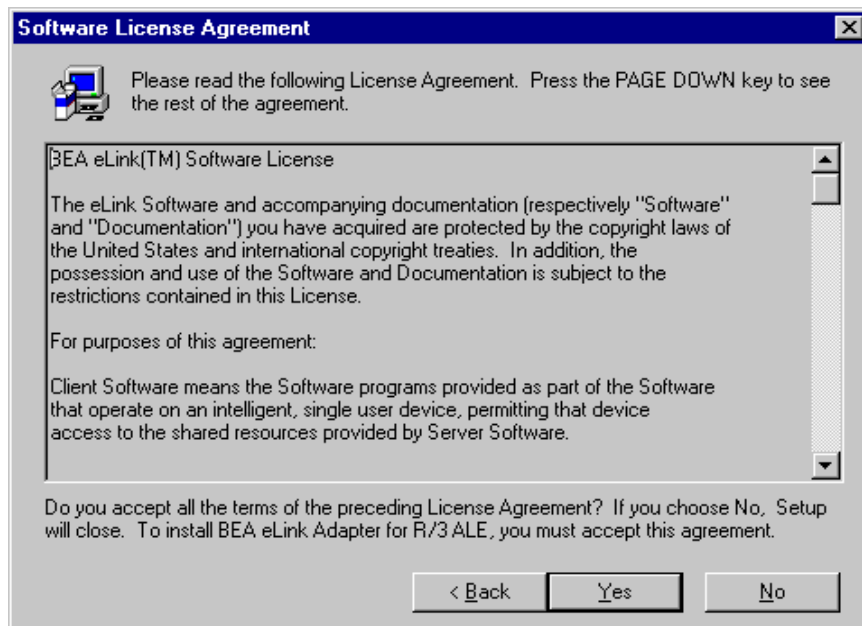 Software License Agreement
Please read the following License Agreement. Press the PAGE DOWN key to see
the rest of the agreement.
BEA eLink(TM) Software License
The eLink Software and accompanying documentation (respectively "Software"
and "Documentation") you have acquired are protected by the copyright laws of
the United States and international copyright treaties. In addition, the
possession and use of the Software and Documentation is subject to the
restrictions contained in this License.
For purposes of this agreement:
Client Software means the Software programs provided as part of the Software
that operate on an intelligent, single user device, permitting that device
access to the shared resources provided by Server Software.
Do you accept all the terms of the preceding License Agreement? If you choose No, Setup
will close. To install BEA eLink Adapter for R/3 ALE, you must accept this agreement.
< Back
Yes
No